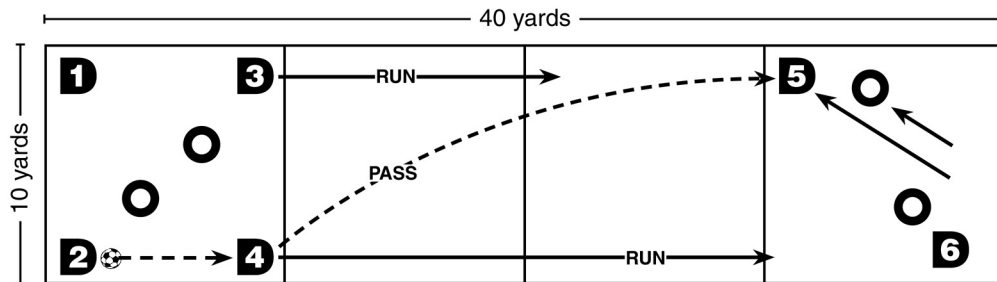 40 yards
10 yards
1 D
3 D
RUN
5 D
PASS
2 D
4 D
RUN
6 D